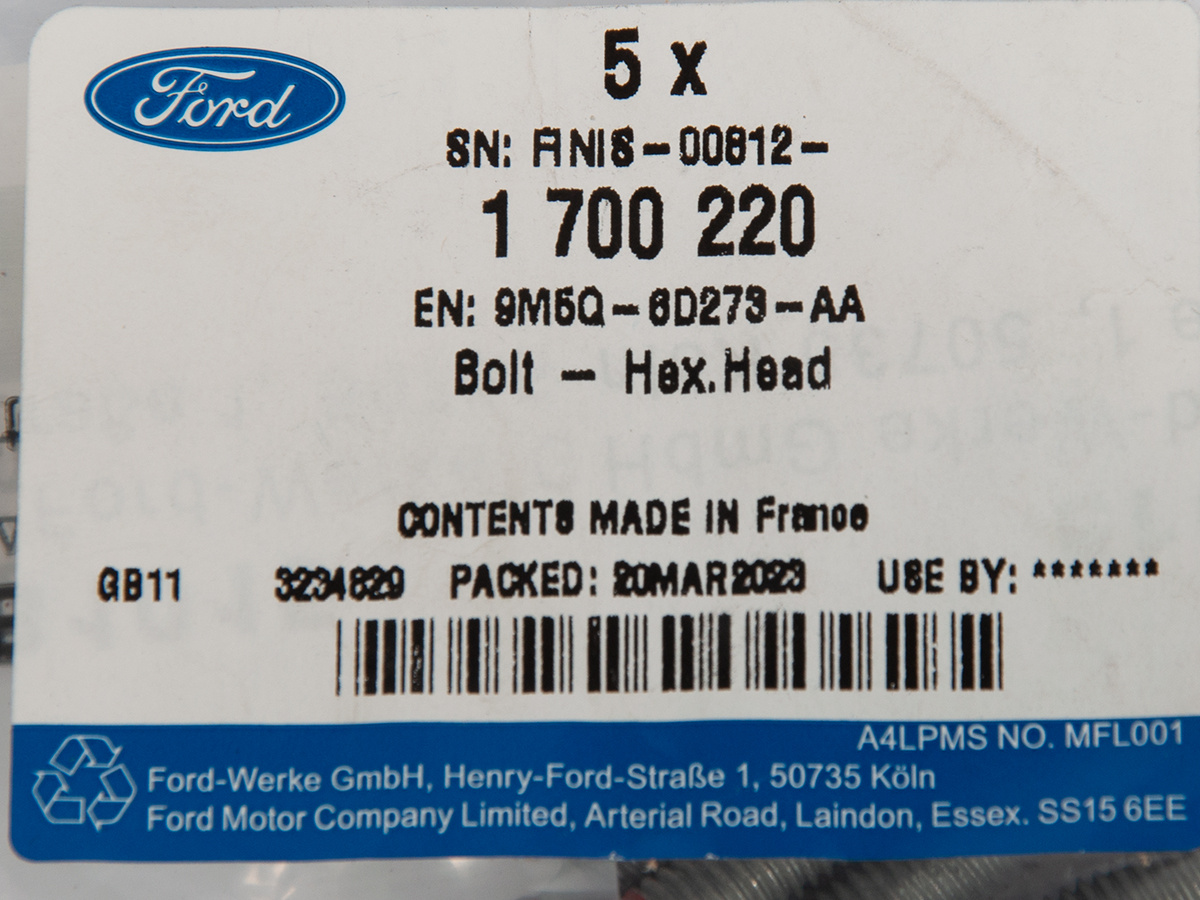 Ford
5 x
SN: FINIS-00812-
1 700 220
EN: 9M5Q-6D273-AA
Bolt - Hex.Head
CONTENTS MADE IN France
GB11 3234829 PACKED: 20MAR2023 USE BY: *******
A4LPMS NO. MFL001
Ford-Werke GmbH, Henry-Ford-Straße 1, 50735 Köln
Ford Motor Company Limited, Arterial Road, Laindon, Essex. SS15 6EE